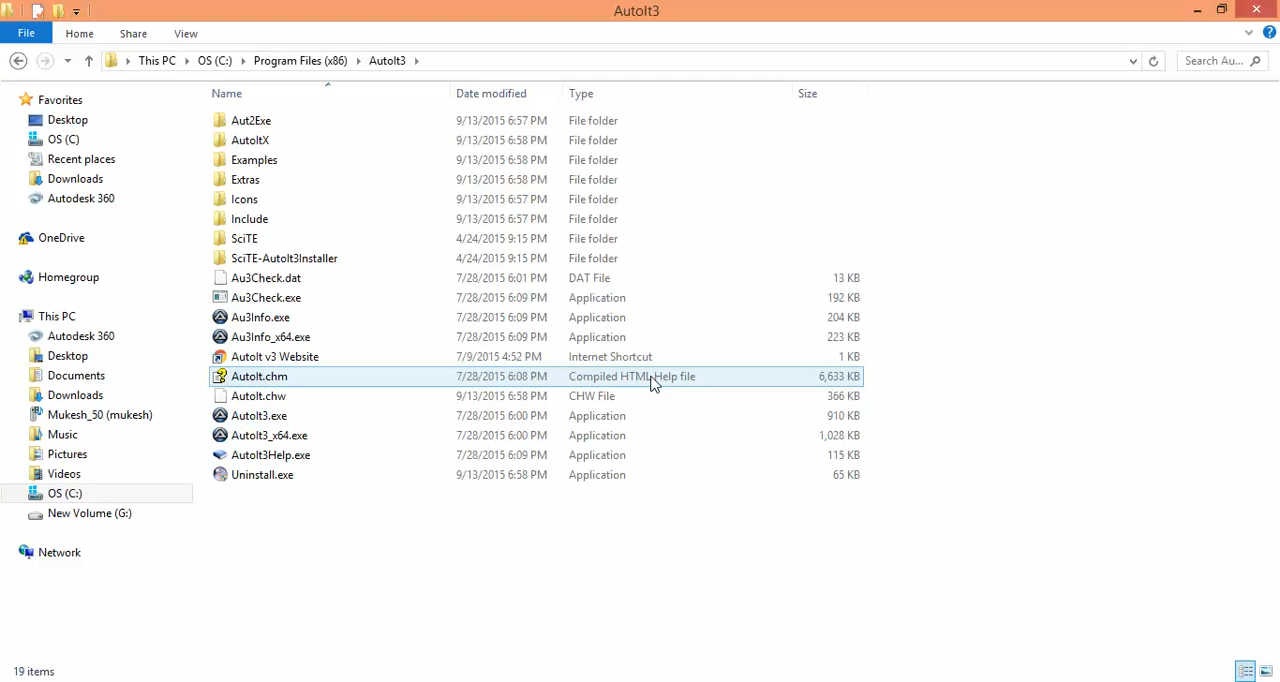 AutoIt3
File Home Share View
This PC OS (C:) Program Files (x86) AutoIt3 Search Au...
Name Date modified Type Size
Favorites
Desktop
OS (C)
Recent places
Downloads
Autodesk 360
OneDrive
Homegroup
This PC
Autodesk 360
Desktop
Documents
Downloads
Mukesh_50 (mukesh)
Music
Pictures
Videos
OS (C:)
New Volume (G:)
Network
Aut2Exe 9/13/2015 6:57 PM File folder
AutoItX 9/13/2015 6:58 PM File folder
Examples 9/13/2015 6:58 PM File folder
Extras 9/13/2015 6:58 PM File folder
Icons 9/13/2015 6:57 PM File folder
Include 9/13/2015 6:57 PM File folder
SciTE 4/24/2015 9:15 PM File folder
SciTE-AutoIt3Installer 4/24/2015 9:15 PM File folder
Au3Check.dat 7/28/2015 6:01 PM DAT File 13 KB
Au3Check.exe 7/28/2015 6:09 PM Application 192 KB
Au3Info.exe 7/28/2015 6:09 PM Application 204 KB
Au3Info_x64.exe 7/28/2015 6:09 PM Application 223 KB
AutoIt v3 Website 7/9/2015 4:52 PM Internet Shortcut 1 KB
AutoIt.chm 7/28/2015 6:08 PM Compiled HTML Help file 6,633 KB
AutoIt.chw 9/13/2015 6:58 PM CHW File 366 KB
AutoIt3.exe 7/28/2015 6:00 PM Application 910 KB
AutoIt3_x64.exe 7/28/2015 6:00 PM Application 1,028 KB
AutoIt3Help.exe 7/28/2015 6:09 PM Application 115 KB
Uninstall.exe 9/13/2015 6:58 PM Application 65 KB
19 items